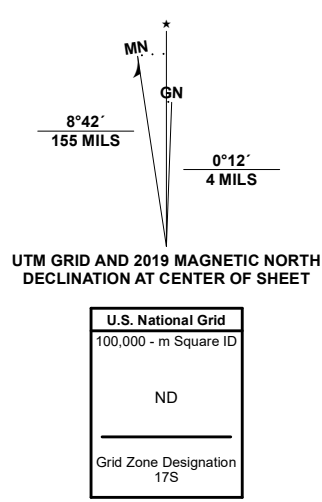 ★
MN
GN
8°42´
155 MILS
0°12´
4 MILS
UTM GRID AND 2019 MAGNETIC NORTH
DECLINATION AT CENTER OF SHEET
U.S. National Grid
100,000 - m Square ID
ND
Grid Zone Designation
17S